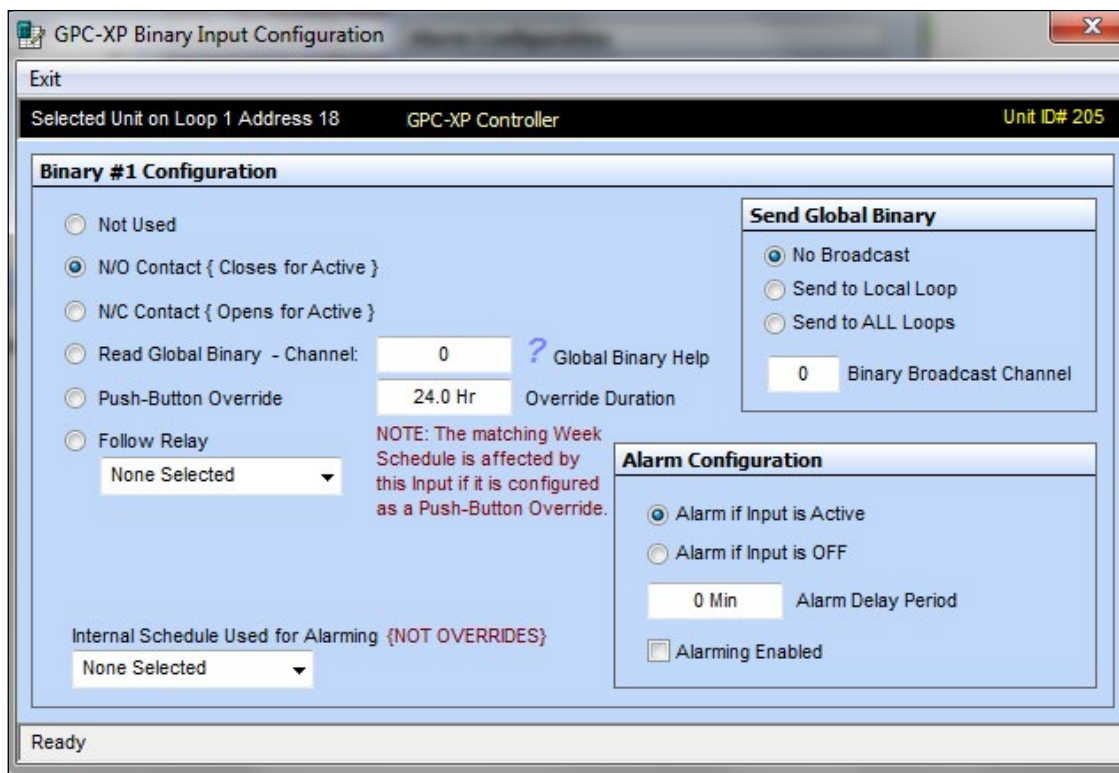 GPC-XP Binary Input Configuration
Alarm Configuration
X
Exit
Selected Unit on Loop 1 Address 18 GPC-XP Controller Unit ID# 205
Binary #1 Configuration
Not Used
N/O Contact { Closes for Active }
N/C Contact { Opens for Active }
Read Global Binary - Channel: 0 ? Global Binary Help
Push-Button Override 24.0 Hr Override Duration
Follow Relay
None Selected
NOTE: The matching Week
Schedule is affected by
this Input if it is configured
as a Push-Button Override.
Internal Schedule Used for Alarming {NOT OVERRIDES}
None Selected
Send Global Binary
No Broadcast
Send to Local Loop
Send to ALL Loops
0 Binary Broadcast Channel
Alarm Configuration
Alarm if Input is Active
Alarm if Input is OFF
0 Min Alarm Delay Period
Alarming Enabled
Ready